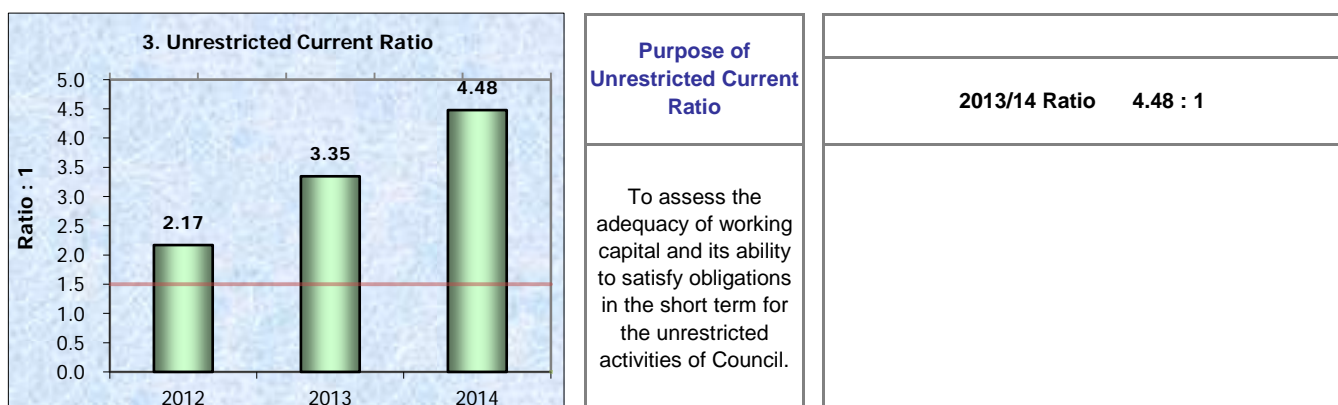 3. Unrestricted Current Ratio
5.0
4.5
4.0
3.5
3.0
2.5
2.0
1.5
1.0
0.5
0.0
Ratio : 1
2.17
3.35
4.48
2012 2013 2014
Purpose of
Unrestricted Current
Ratio
To assess the
adequacy of working
capital and its ability
to satisfy obligations
in the short term for
the unrestricted
activities of Council.
2013/14 Ratio 4.48 : 1